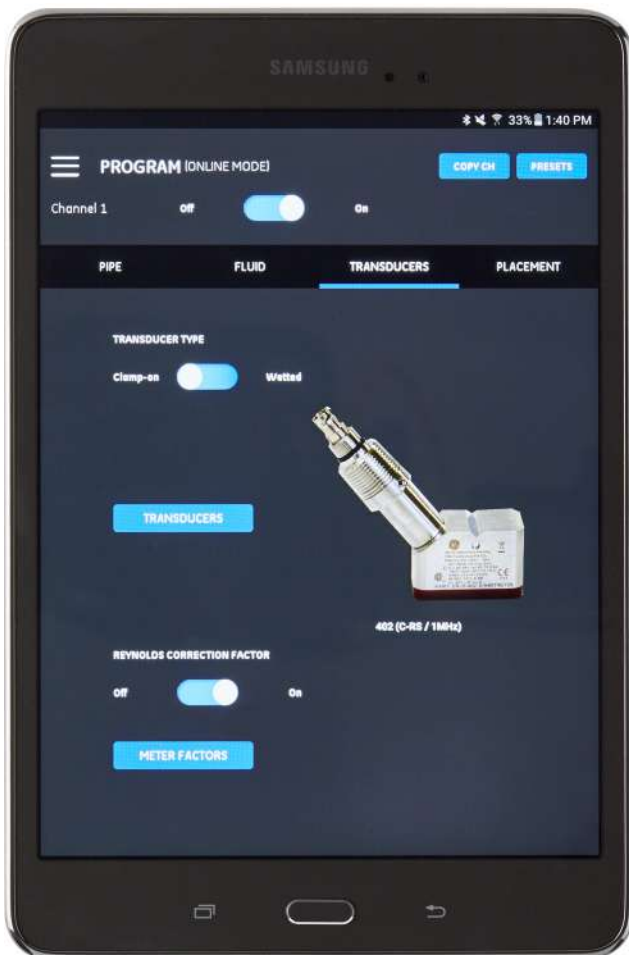 SAMSUNG
33% 1:40 PM
PROGRAM (ONLINE MODE)
COPY CH
PRESETS
Channel 1
Off
On
PIPE
FLUID
TRANSDUCERS
PLACEMENT
TRANSDUCER TYPE
Clamp-on
Wetted
TRANSDUCERS
402 (C-RS / 1MHz)
REYNOLDS CORRECTION FACTOR
Off
On
METER FACTORS